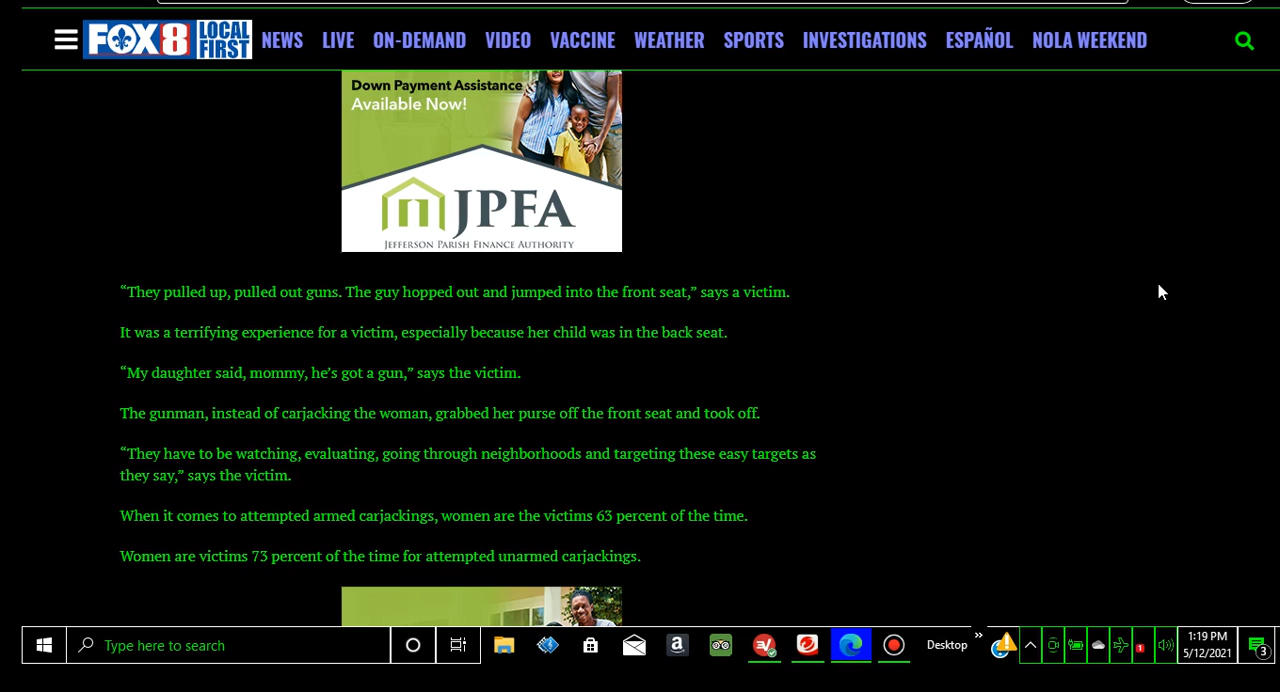 FOX 8 LOCAL FIRST NEWS LIVE ON-DEMAND VIDEO VACCINE WEATHER SPORTS INVESTIGATIONS ESPAÑOL NOLA WEEKEND
Down Payment Assistance
Available Now!
JPFA
JEFFERSON PARISH FINANCE AUTHORITY
“They pulled up, pulled out guns. The guy hopped out and jumped into the front seat,” says a victim.
It was a terrifying experience for a victim, especially because her child was in the back seat.
“My daughter said, mommy, he’s got a gun,” says the victim.
The gunman, instead of carjacking the woman, grabbed her purse off the front seat and took off.
“They have to be watching, evaluating, going through neighborhoods and targeting these easy targets as
they say,” says the victim.
When it comes to attempted armed carjackings, women are the victims 63 percent of the time.
Women are victims 73 percent of the time for attempted unarmed carjackings.
Type here to search
Desktop
1
1:19 PM
5/12/2021
3